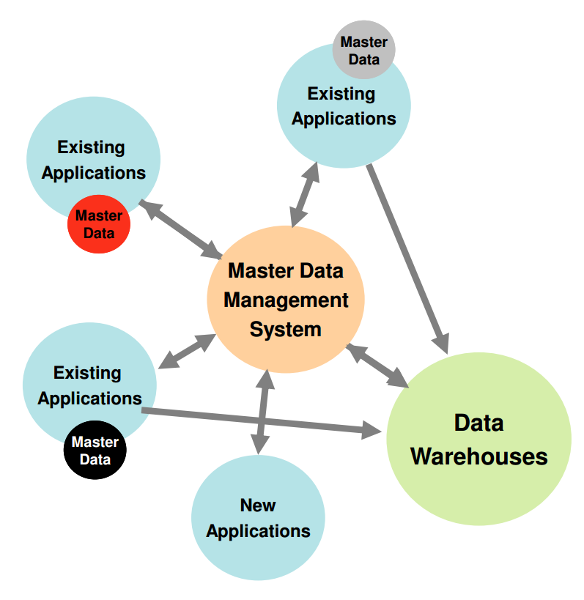 Master
Data
Existing
Applications
Existing
Applications
Master
Data
Master Data
Management
System
Existing
Applications
Master
Data
Data
Warehouses
New
Applications